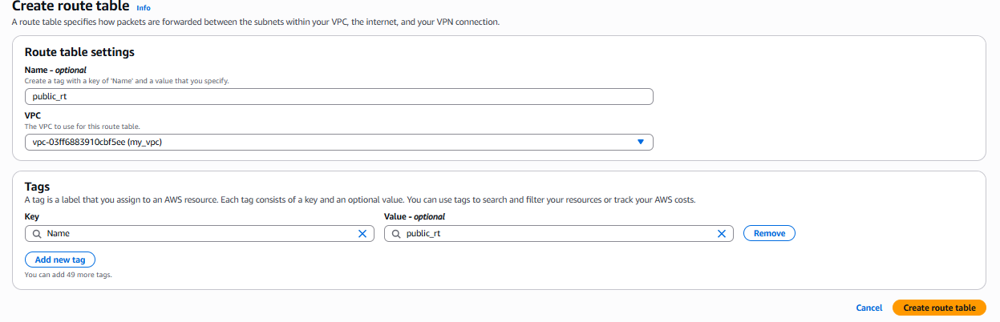 Create route table Info
A route table specifies how packets are forwarded between the subnets within your VPC, the internet, and your VPN connection.
Route table settings
Name - optional
Create a tag with a key of 'Name' and a value that you specify.
public_rt
VPC
The VPC to use for this route table.
vpc-03ff6883910cbf5ee (my_vpc)
Tags
A tag is a label that you assign to an AWS resource. Each tag consists of a key and an optional value. You can use tags to search and filter your resources or track your AWS costs.
Key Value - optional
Name public_rt Remove
Add new tag
You can add 49 more tags.
Cancel Create route table